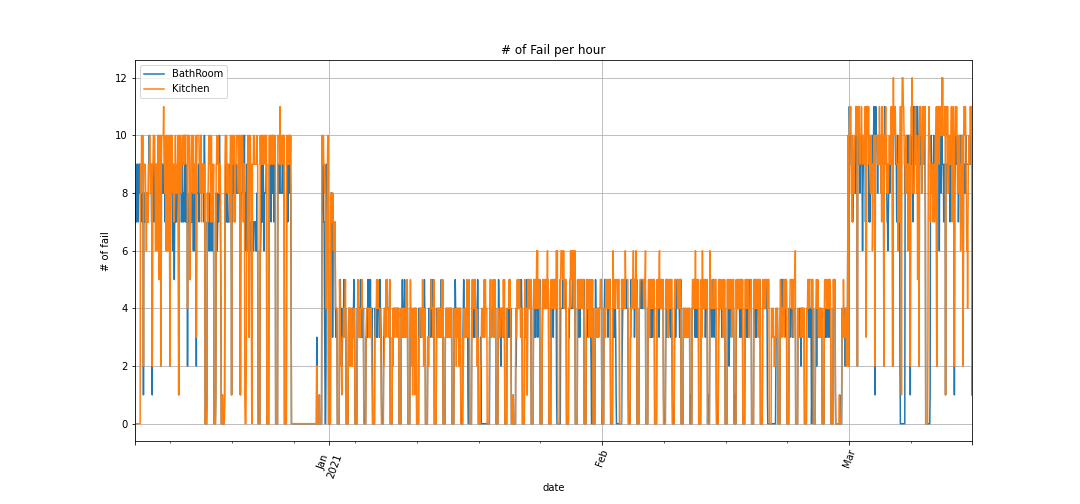 # of Fail per hour
BathRoom
Kitchen
12
10
8
6
4
2
0
# of fail
Jan
2021
Feb
Mar
date